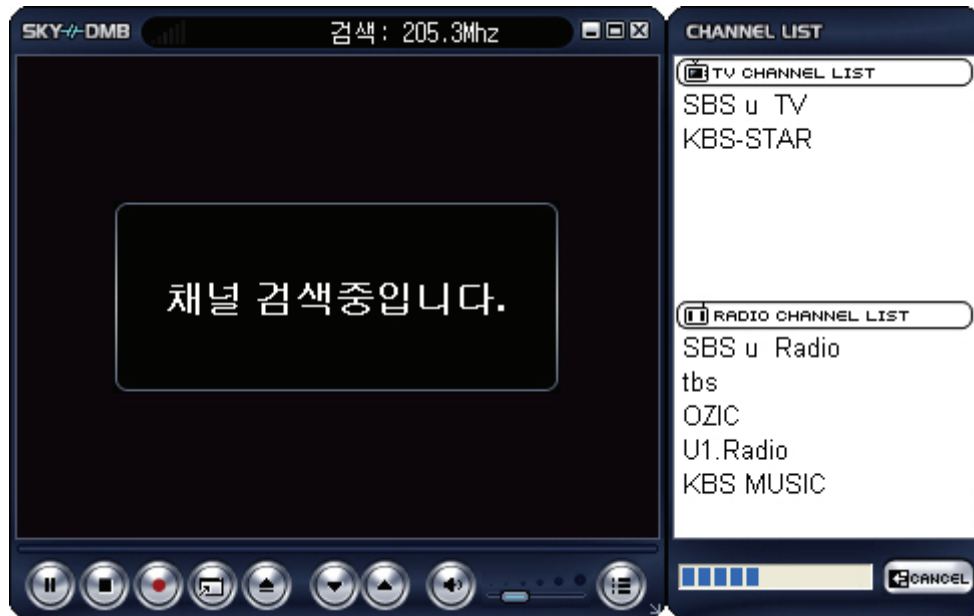 SKY DMB
검색: 205.3Mhz
채널 검색중입니다.
CHANNEL LIST
TV CHANNEL LIST
SBS u TV
KBS-STAR
RADIO CHANNEL LIST
SBS u Radio
tbs
OZIC
U1.Radio
KBS MUSIC
CANCEL